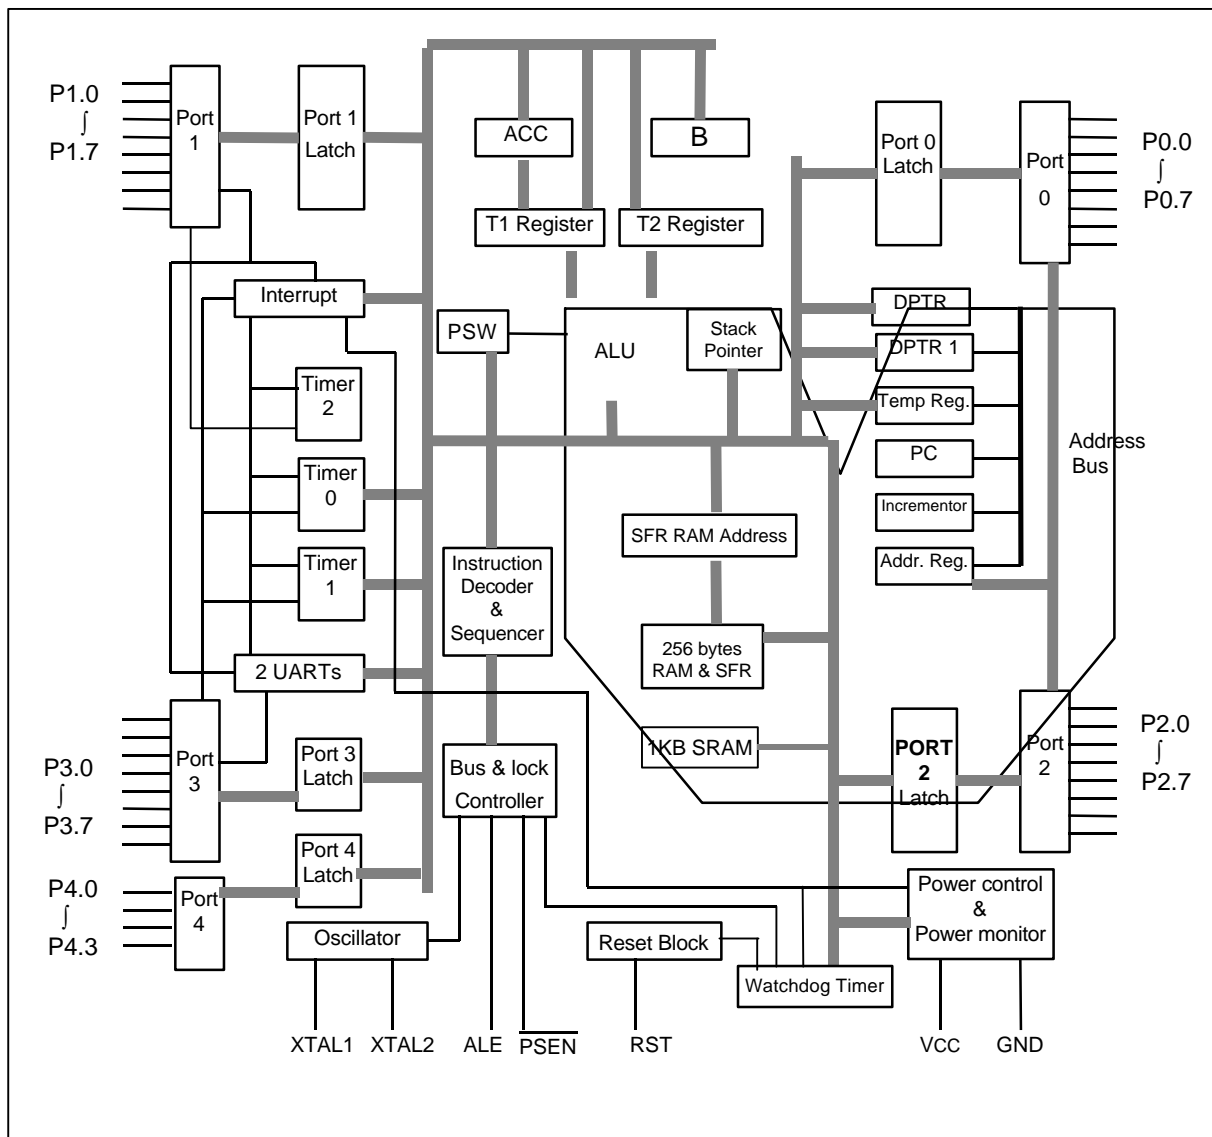 P1.0
∫
P1.7
Port
1
Port 1
Latch
ACC
B
T1 Register
T2 Register
Port 0
Latch
Port
0
P0.0
∫
P0.7
Interrupt
PSW
ALU
Stack
Pointer
DPTR
DPTR 1
Temp Reg.
PC
Incrementor
Addr. Reg.
Address
Bus
Timer
2
Timer
0
Timer
1
2 UARTs
Instruction
Decoder
&
Sequencer
SFR RAM Address
256 bytes
RAM & SFR
1KB SRAM
P3.0
∫
P3.7
Port
3
Port 3
Latch
Bus & lock
Controller
PORT
2
Latch
Port
2
P2.0
∫
P2.7
P4.0
∫
P4.3
Port
4
Port 4
Latch
Oscillator
Reset Block
Watchdog Timer
Power control
&
Power monitor
XTAL1
XTAL2
ALE
PSEN
RST
VCC
GND